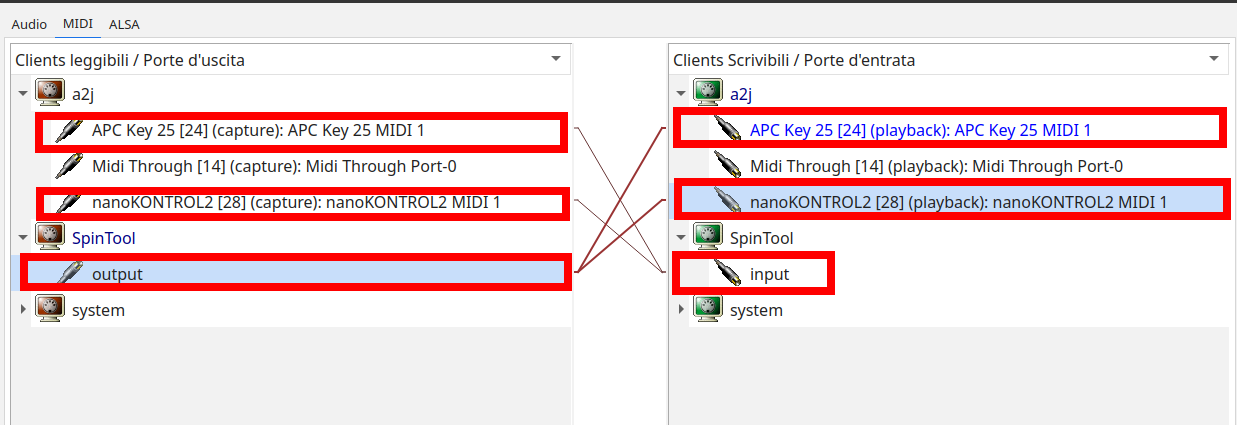 Audio MIDI ALSA
Clients leggibili / Porte d'uscita
a2j
APC Key 25 [24] (capture): APC Key 25 MIDI 1
Midi Through [14] (capture): Midi Through Port-0
nanoKONTROL2 [28] (capture): nanoKONTROL2 MIDI 1
SpinTool
output
system
Clients Scrivibili / Porte d'entrata
a2j
APC Key 25 [24] (playback): APC Key 25 MIDI 1
Midi Through [14] (playback): Midi Through Port-0
nanoKONTROL2 [28] (playback): nanoKONTROL2 MIDI 1
SpinTool
input
system